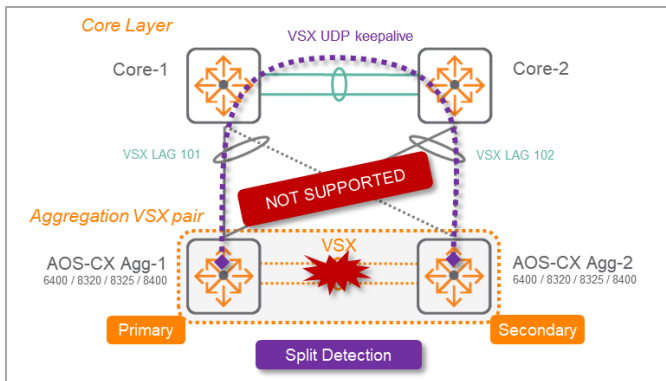 Core Layer
VSX UDP keepalive
Core-1
Core-2
VSX LAG 101
VSX LAG 102
NOT SUPPORTED
Aggregation VSX pair
VSX
AOS-CX Agg-1
6400 / 8320 / 8325 / 8400
AOS-CX Agg-2
6400 / 8320 / 8325 / 8400
Primary
Secondary
Split Detection